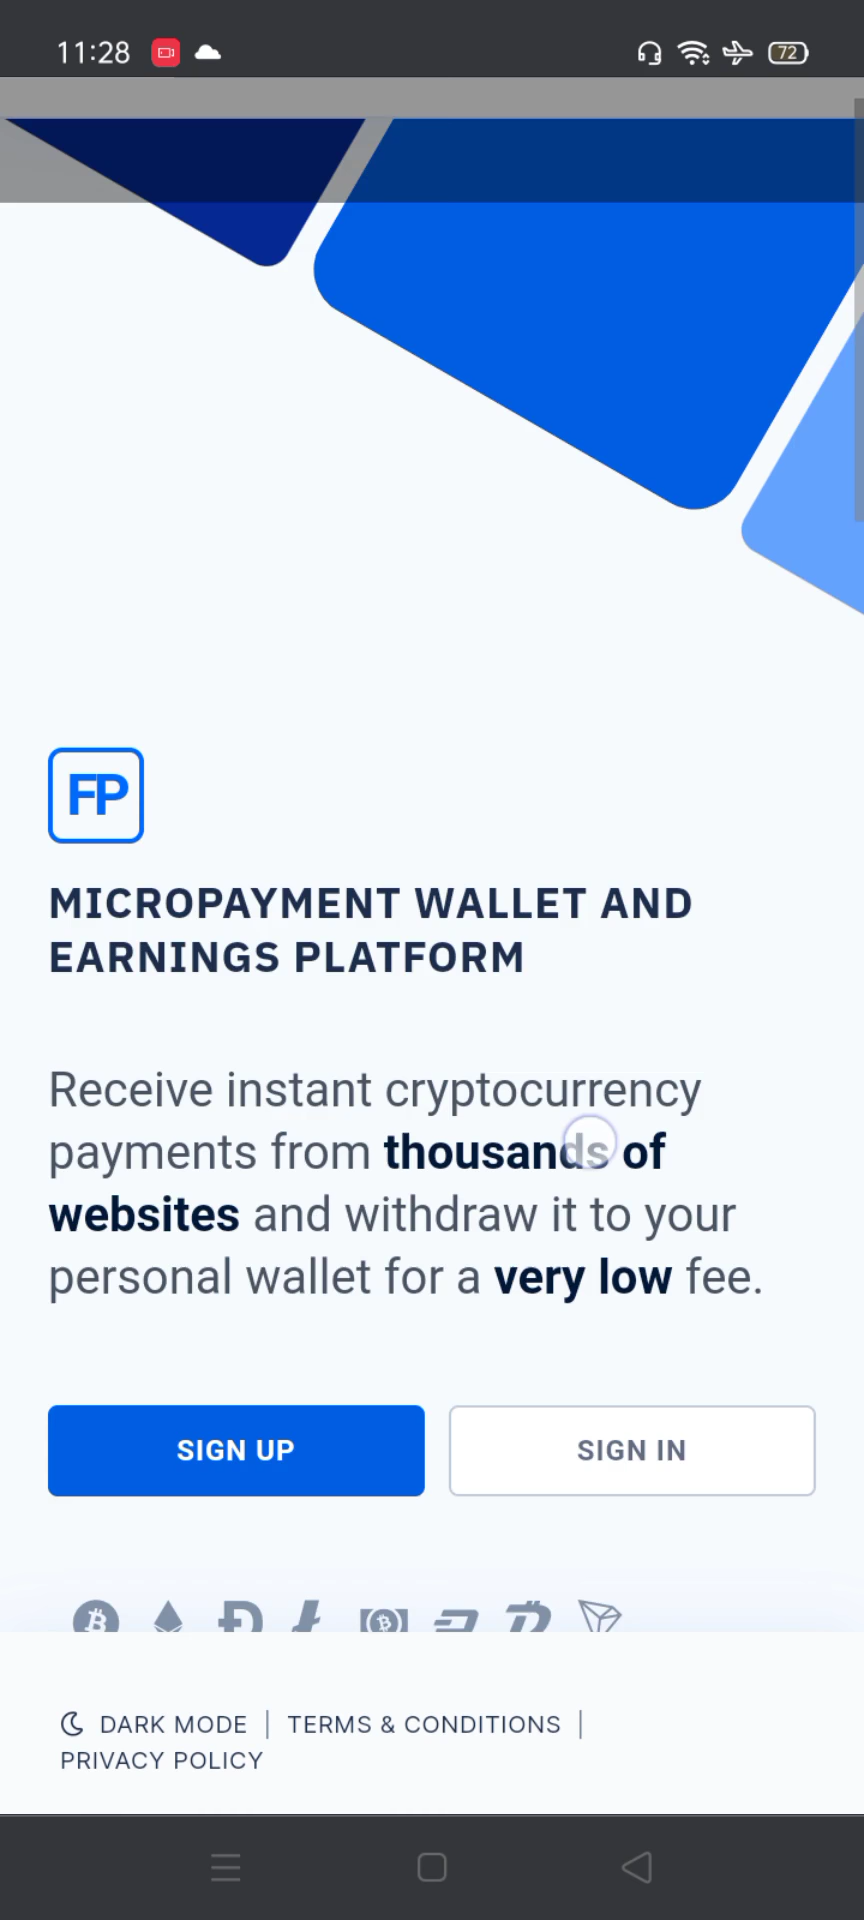 11:28
72
FP
MICROPAYMENT WALLET AND
EARNINGS PLATFORM
Receive instant cryptocurrency
payments from thousands of
websites and withdraw it to your
personal wallet for a very low fee.
SIGN UP
SIGN IN
DARK MODE | TERMS & CONDITIONS |
PRIVACY POLICY